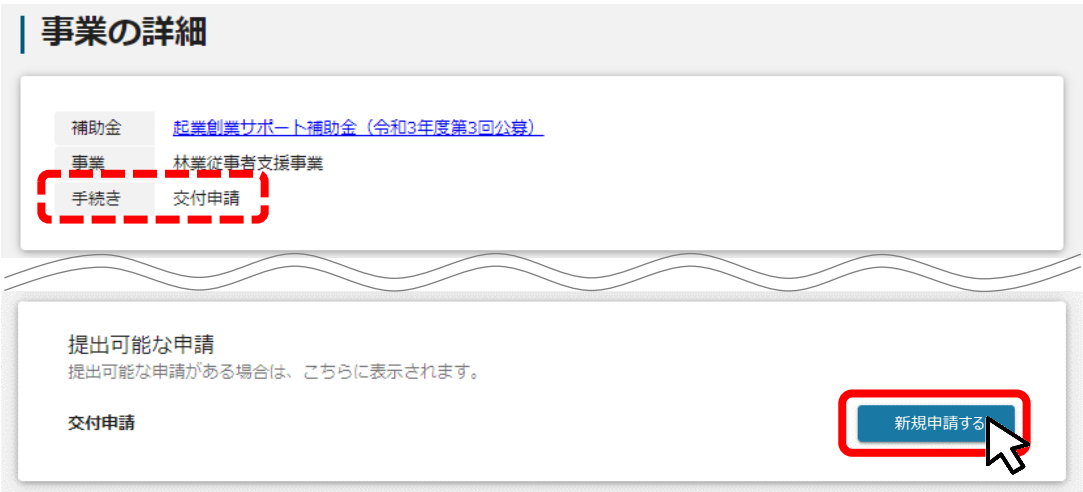 事業の詳細
補助金 起業創業サポート補助金（令和3年度第3回公募）
事業 林業従事者支援事業
手続き 交付申請
提出可能な申請
提出可能な申請がある場合は、こちらに表示されます。
交付申請 新規申請する